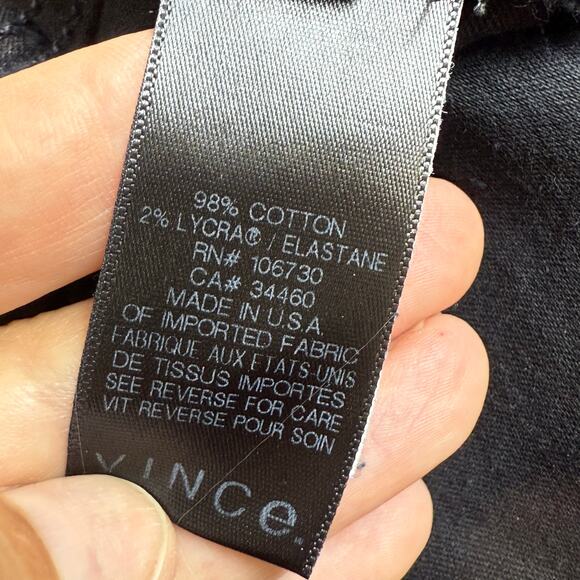 98% COTTON
2% LYCRA® / ELASTANE
RN# 106730
CA# 34460
MADE IN U.S.A
OF IMPORTED FABRIC
FABRIQUE AUX ETATS-UNIS
DE TISSUS IMPORTES
SEE REVERSE FOR CARE
VIT REVERSE POUR SOIN
VINCe